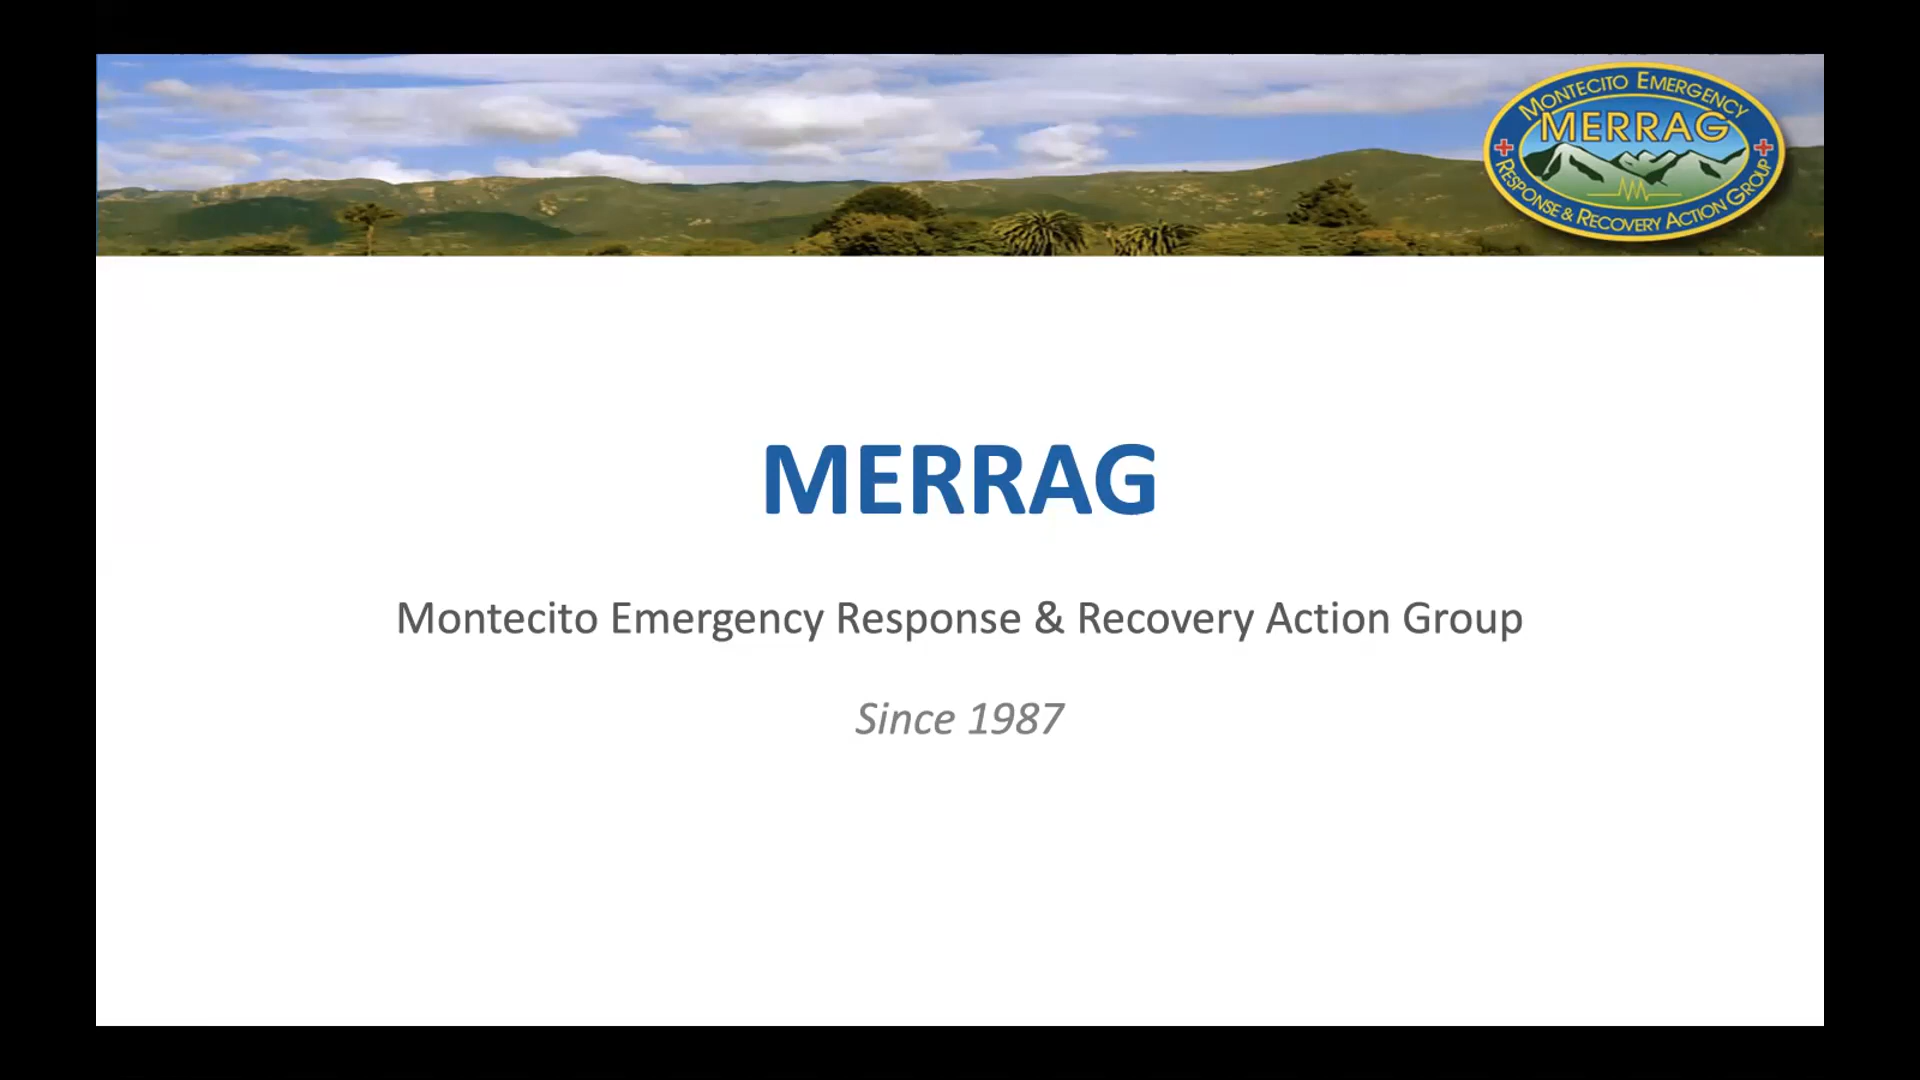 MONTECITO EMERGENCY
MERRAG
RESPONSE & RECOVERY ACTION GROUP
MERRAG
Montecito Emergency Response & Recovery Action Group
Since 1987